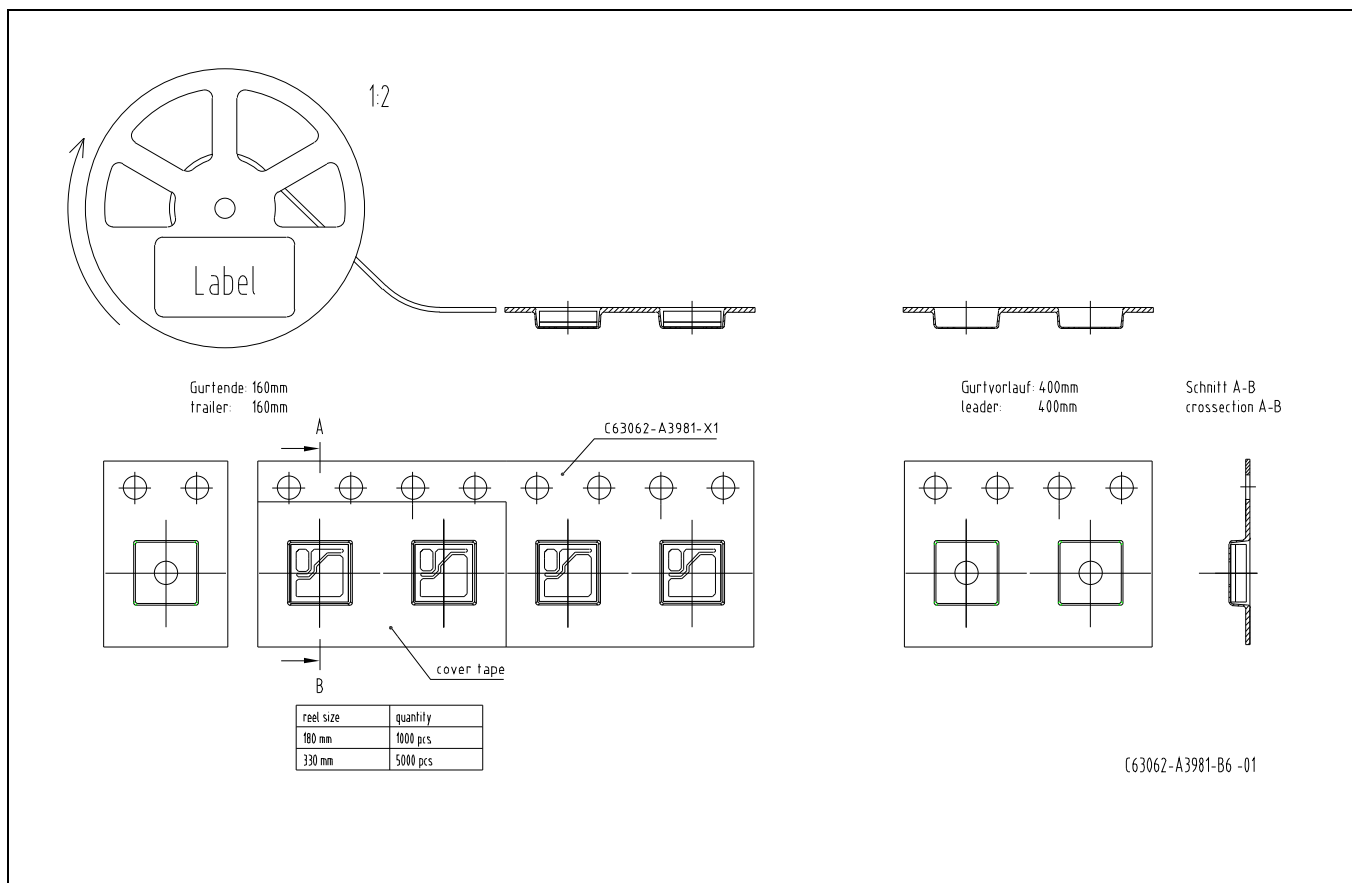 1:2
Label
Gurtende: 160mm
trailer: 160mm
Gurtvorlauf: 400mm
leader: 400mm
Schnitt A-B
crossection A-B
A
C63062-A3981-X1
cover tape
B
reel size quantity
180 mm 1000 pcs
330 mm 5000 pcs
C63062-A3981-B6 -01